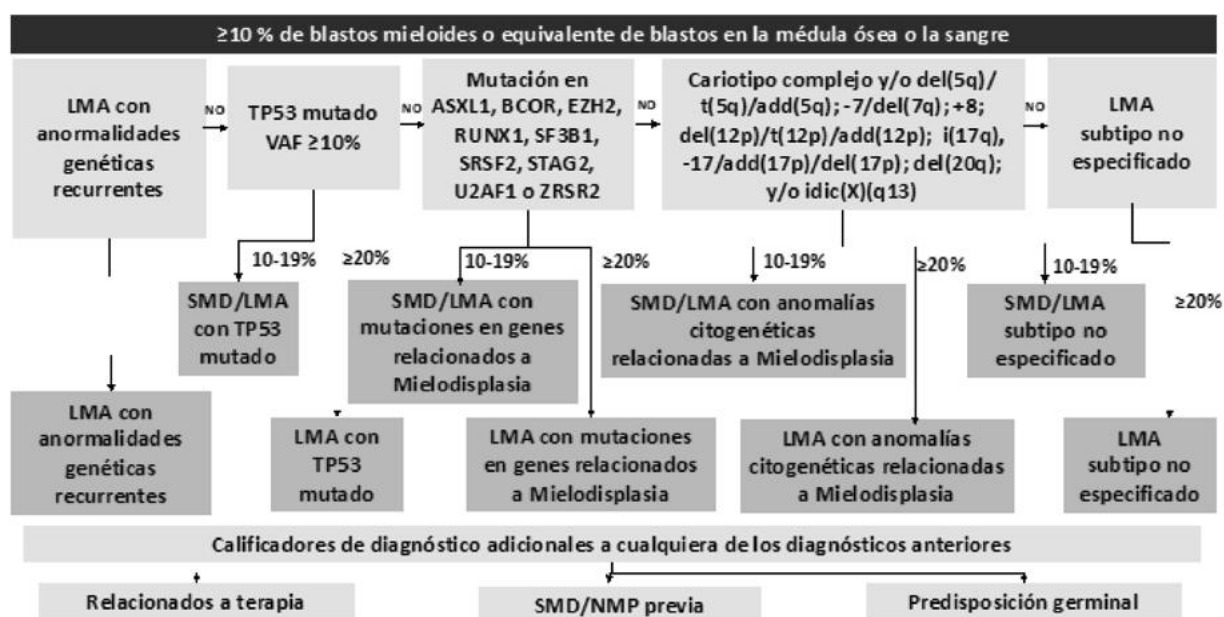 ≥10 % de blastos mieloides o equivalente de blastos en la médula ósea o la sangre
LMA con
anormalidades
genéticas
recurrentes
NO
TP53 mutado
VAF ≥10%
NO
Mutación en
ASXL1, BCOR, EZH2,
RUNX1, SF3B1,
SRSF2, STAG2,
U2AF1 o ZRSR2
NO
Cariotipo complejo y/o del(5q)/
t(5q)/add(5q); -7/del(7q); +8;
del(12p)/t(12p)/add(12p); i(17q),
-17/add(17p)/del(17p); del(20q);
y/o idic(X)(q13)
NO
LMA
subtipo no
especificado
10-19%
≥20%
10-19%
≥20%
10-19%
≥20%
10-19%
≥20%
SMD/LMA
con TP53
mutado
SMD/LMA con
mutaciones en genes
relacionados a
Mielodisplasia
SMD/LMA con anomalías
citogenéticas
relacionadas a Mielodisplasia
SMD/LMA
subtipo no
especificado
LMA con
anormalidades
genéticas
recurrentes
LMA con
TP53
mutado
LMA con mutaciones
en genes relacionados
a Mielodisplasia
LMA con anomalías
citogenéticas relacionadas
a Mielodisplasia
LMA
subtipo no
especificado
Calificadores de diagnóstico adicionales a cualquiera de los diagnósticos anteriores
Relacionados a terapia
SMD/NMP previa
Predisposición germinal